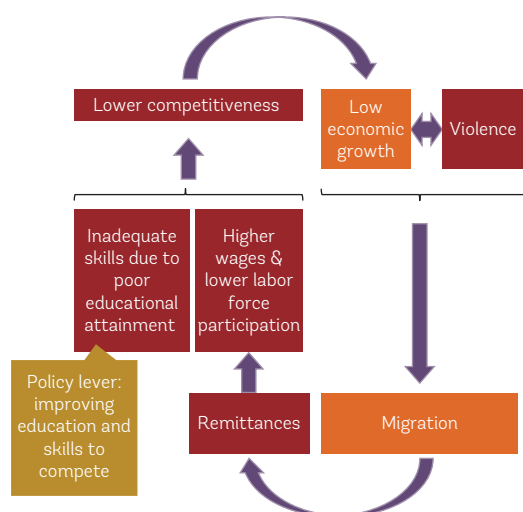 Lower competitiveness
Low
economic
growth
Violence
Inadequate
skills due to
poor
educational
attainment
Higher
wages &
lower labor
force
participation
Policy lever:
improving
education and
skills to
compete
Remittances
Migration